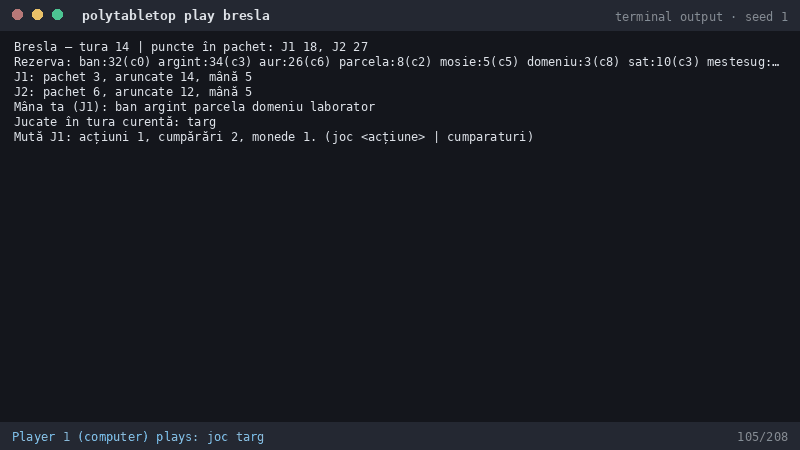 polytabletop play bresla
terminal output · seed 1
Bresla — tura 14 | puncte în pachet: J1 18, J2 27
Rezerva: ban:32(c0) argint:34(c3) aur:26(c6) parcela:8(c2) mosie:5(c5) domeniu:3(c8) sat:10(c3) mestesug:…
J1: pachet 3, aruncate 14, mână 5
J2: pachet 6, aruncate 12, mână 5
Mâna ta (J1): ban argint parcela domeniu laborator
Jucate în tura curentă: targ
Mută J1: acțiuni 1, cumpărări 2, monede 1. (joc <acțiune> | cumparaturi)
Player 1 (computer) plays: joc targ
105/208